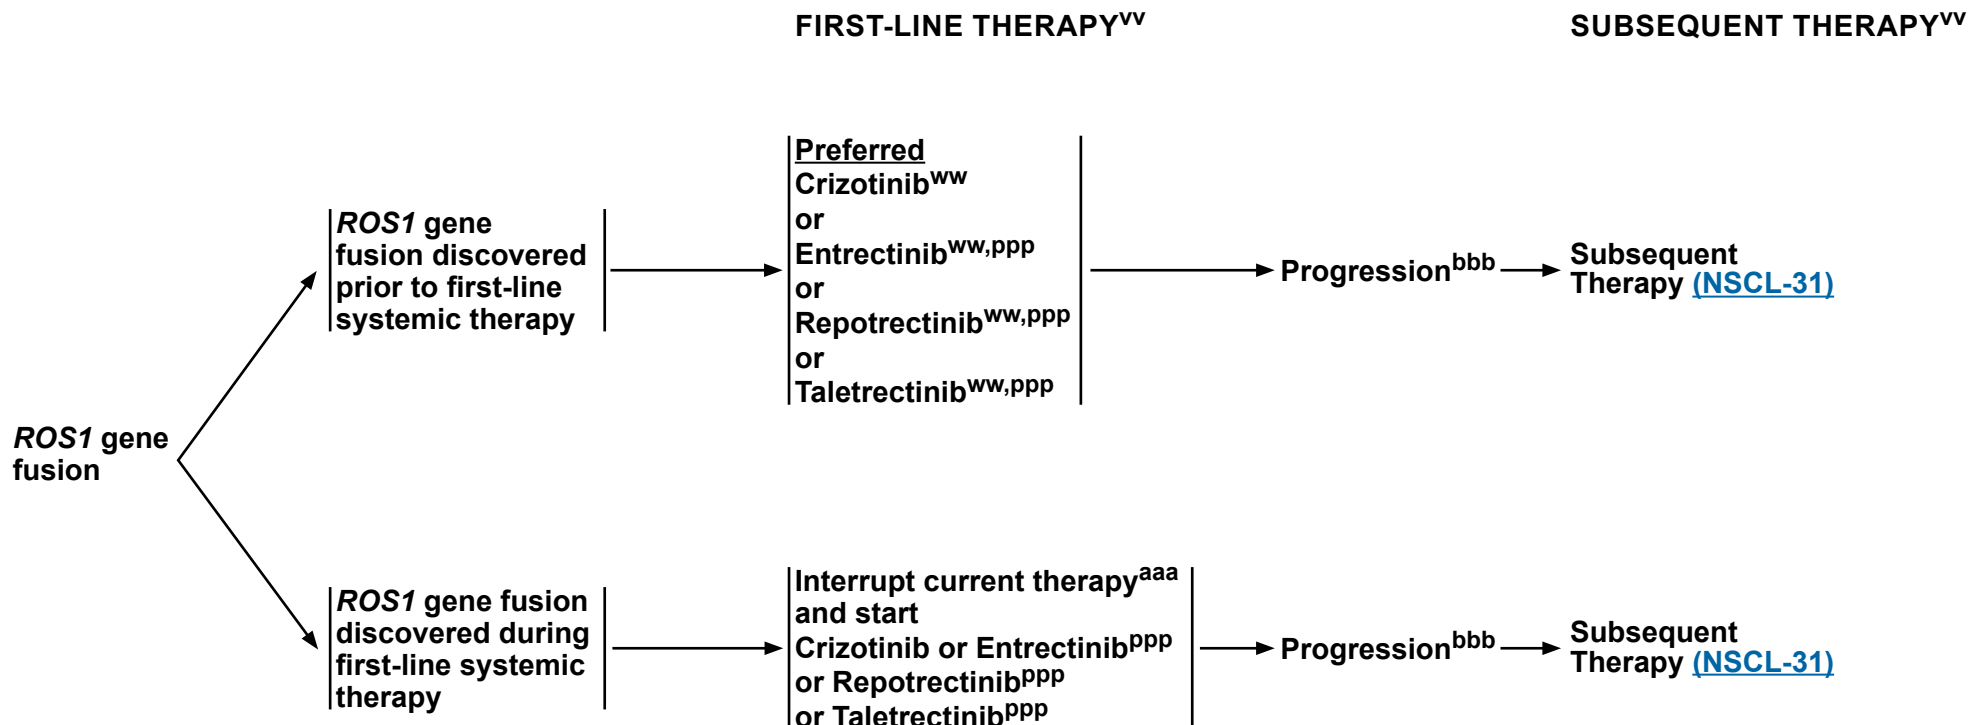 FIRST-LINE THERAPYvv
SUBSEQUENT THERAPYvv
ROS1 gene
fusion
ROS1 gene
fusion discovered
prior to first-line
systemic therapy
Preferred
Crizotinibww
or
Entrectinibww,ppp
or
Repotrectinibww,ppp
or
Taletrectinibww,ppp
Progressionbbb
Subsequent
Therapy (NSCL-31)
ROS1 gene fusion
discovered during
first-line systemic
therapy
Interrupt current therapyaaa
and start
Crizotinib or Entrectinibppp
or Repotrectinibppp
or Taletrectinibppp
Progressionbbb
Subsequent
Therapy (NSCL-31)